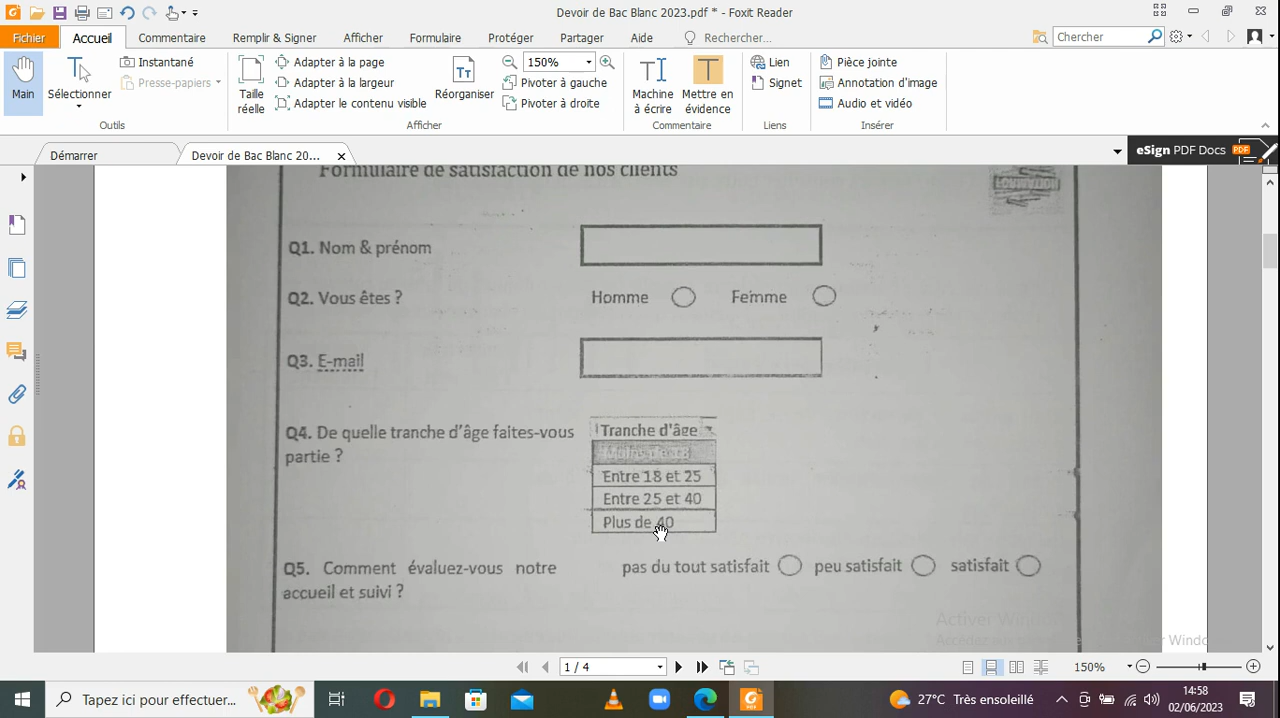 Devoir de Bac Blanc 2023.pdf * - Foxit Reader
Fichier Accueil Commentaire Remplir & Signer Afficher Formulaire Protéger Partager Aide Rechercher... Chercher
Main
Sélectionner
Instantané
Presse-papiers
Outils
Taille réelle
Adapter à la page
Adapter à la largeur
Adapter le contenu visible
Réorganiser
150%
Pivoter à gauche
Pivoter à droite
Afficher
Machine à écrire
Mettre en évidence
Commentaire
Lien
Signet
Liens
Pièce jointe
Annotation d'image
Audio et vidéo
Insérer
Démarrer
Devoir de Bac Blanc 20...
eSign PDF Docs
Formulaire de satisfaction de nos clients
Q1. Nom & prénom
Q2. Vous êtes ? Homme Femme
Q3. E-mail
Q4. De quelle tranche d'âge faites-vous
partie ?
Tranche d'âge
Entre 18 et 25
Entre 25 et 40
Plus de 40
Q5. Comment évaluez-vous notre
accueil et suivi ?
pas du tout satisfait peu satisfait satisfait
1 / 4
150%
Tapez ici pour effectuer...
27°C Très ensoleillé
14:58
02/06/2023